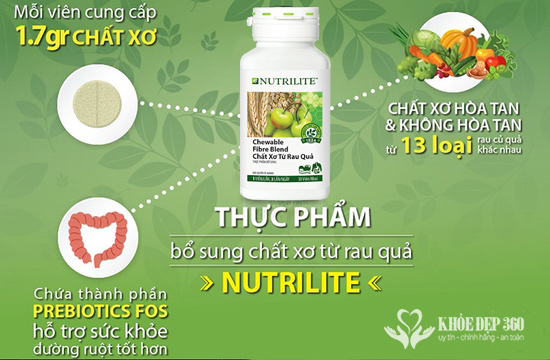 Mỗi viên cung cấp
1.7gr CHẤT XƠ
NUTRILITE™
Chewable
Fibre Blend
Chất Xơ Từ Rau Quả
CHẤT XƠ HÒA TAN
& KHÔNG HÒA TAN
từ 13 loại rau củ quả
khác nhau
THỰC PHẨM
bổ sung chất xơ từ rau quả
» NUTRILITE «
Chứa thành phần
PREBIOTICS FOS
hỗ trợ sức khỏe
đường ruột tốt hơn
KHỎE ĐẸP 360
uy tín - chính hãng - an toàn